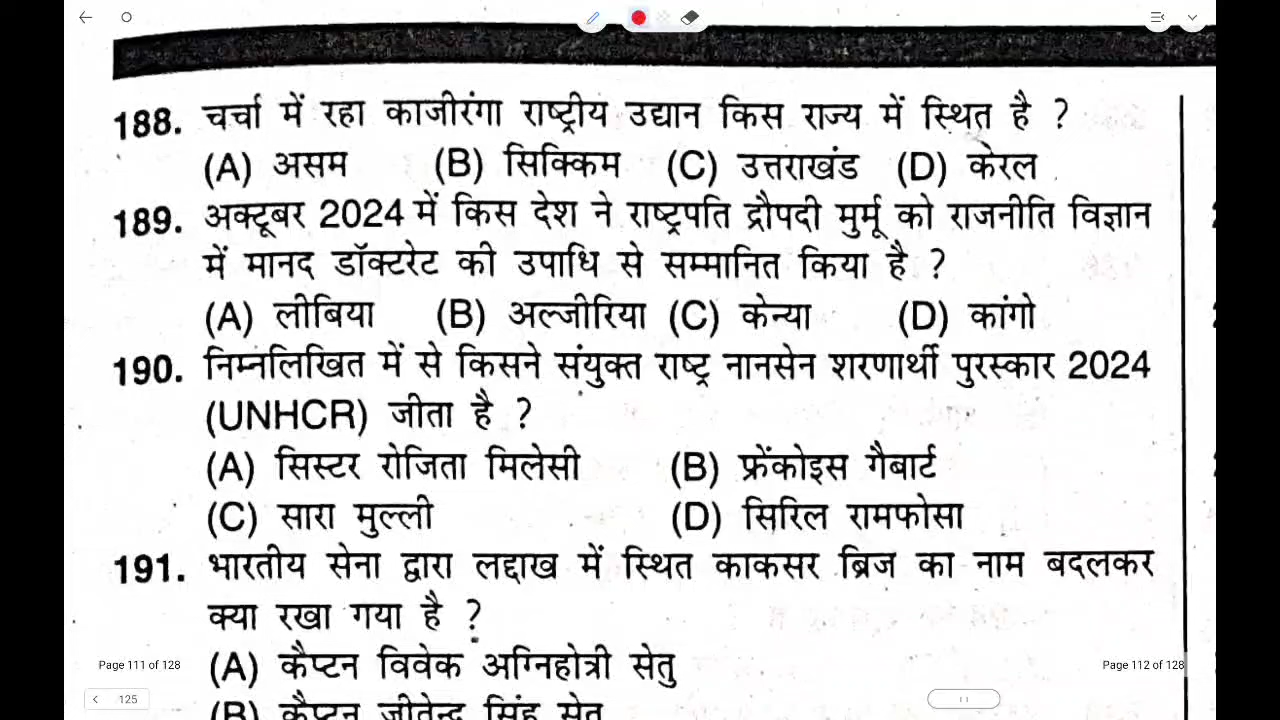 188. चर्चा में रहा काजीरंगा राष्ट्रीय उद्यान किस राज्य में स्थित है ?
(A) असम (B) सिक्किम (C) उत्तराखंड (D) केरल
189. अक्टूबर 2024 में किस देश ने राष्ट्रपति द्रौपदी मुर्मू को राजनीति विज्ञान
में मानद डॉक्टरेट की उपाधि से सम्मानित किया है ?
(A) लीबिया (B) अल्जीरिया (C) केन्या (D) कांगो
190. निम्नलिखित में से किसने संयुक्त राष्ट्र नानसेन शरणार्थी पुरस्कार 2024
(UNHCR) जीता है ?
(A) सिस्टर रोजिता मिलेसी (B) फ्रेंकोइस गैबार्ट
(C) सारा मुल्ली (D) सिरिल रामफोसा
191. भारतीय सेना द्वारा लद्दाख में स्थित काकसर ब्रिज का नाम बदलकर
क्या रखा गया है ?
Page 111 of 128 (A) कैप्टन विवेक अग्निहोत्री सेतु Page 112 of 128
125
(B) कैप्टन जीतेन्द्र सिंह सेतु